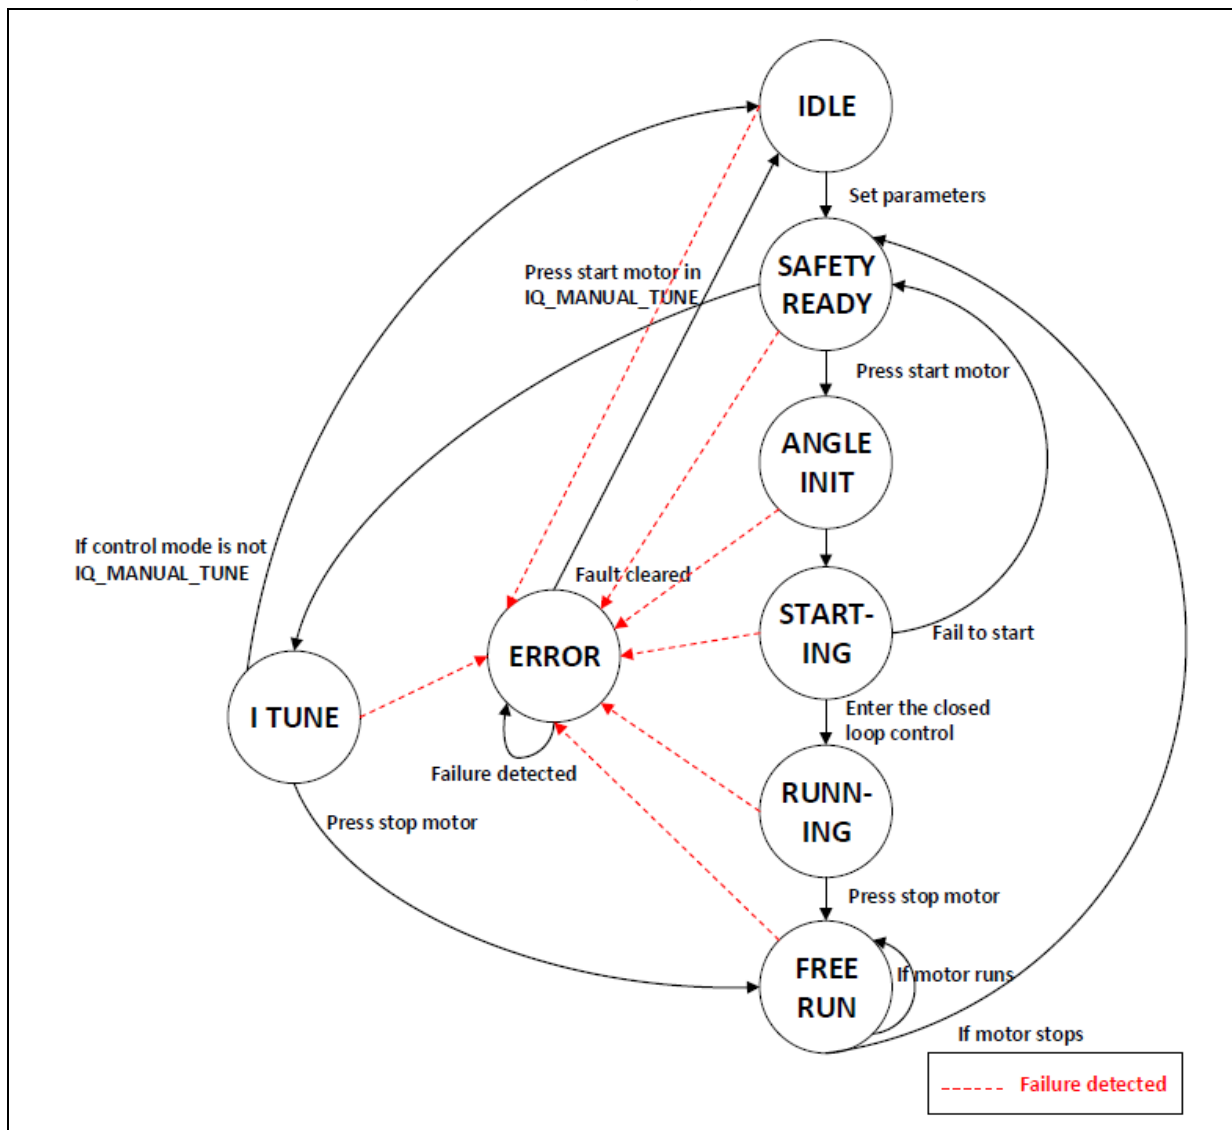 IDLE
Set parameters
SAFETY
READY
Press start motor in
IQ_MANUAL_TUNE
Press start motor
ANGLE
INIT
If control mode is not
IQ_MANUAL_TUNE
Fault cleared
START-
ING
Fail to start
ERROR
I TUNE
Enter the closed
loop control
Failure detected
RUNN-
ING
Press stop motor
Press stop motor
FREE
RUN
If motor runs
If motor stops
Failure detected